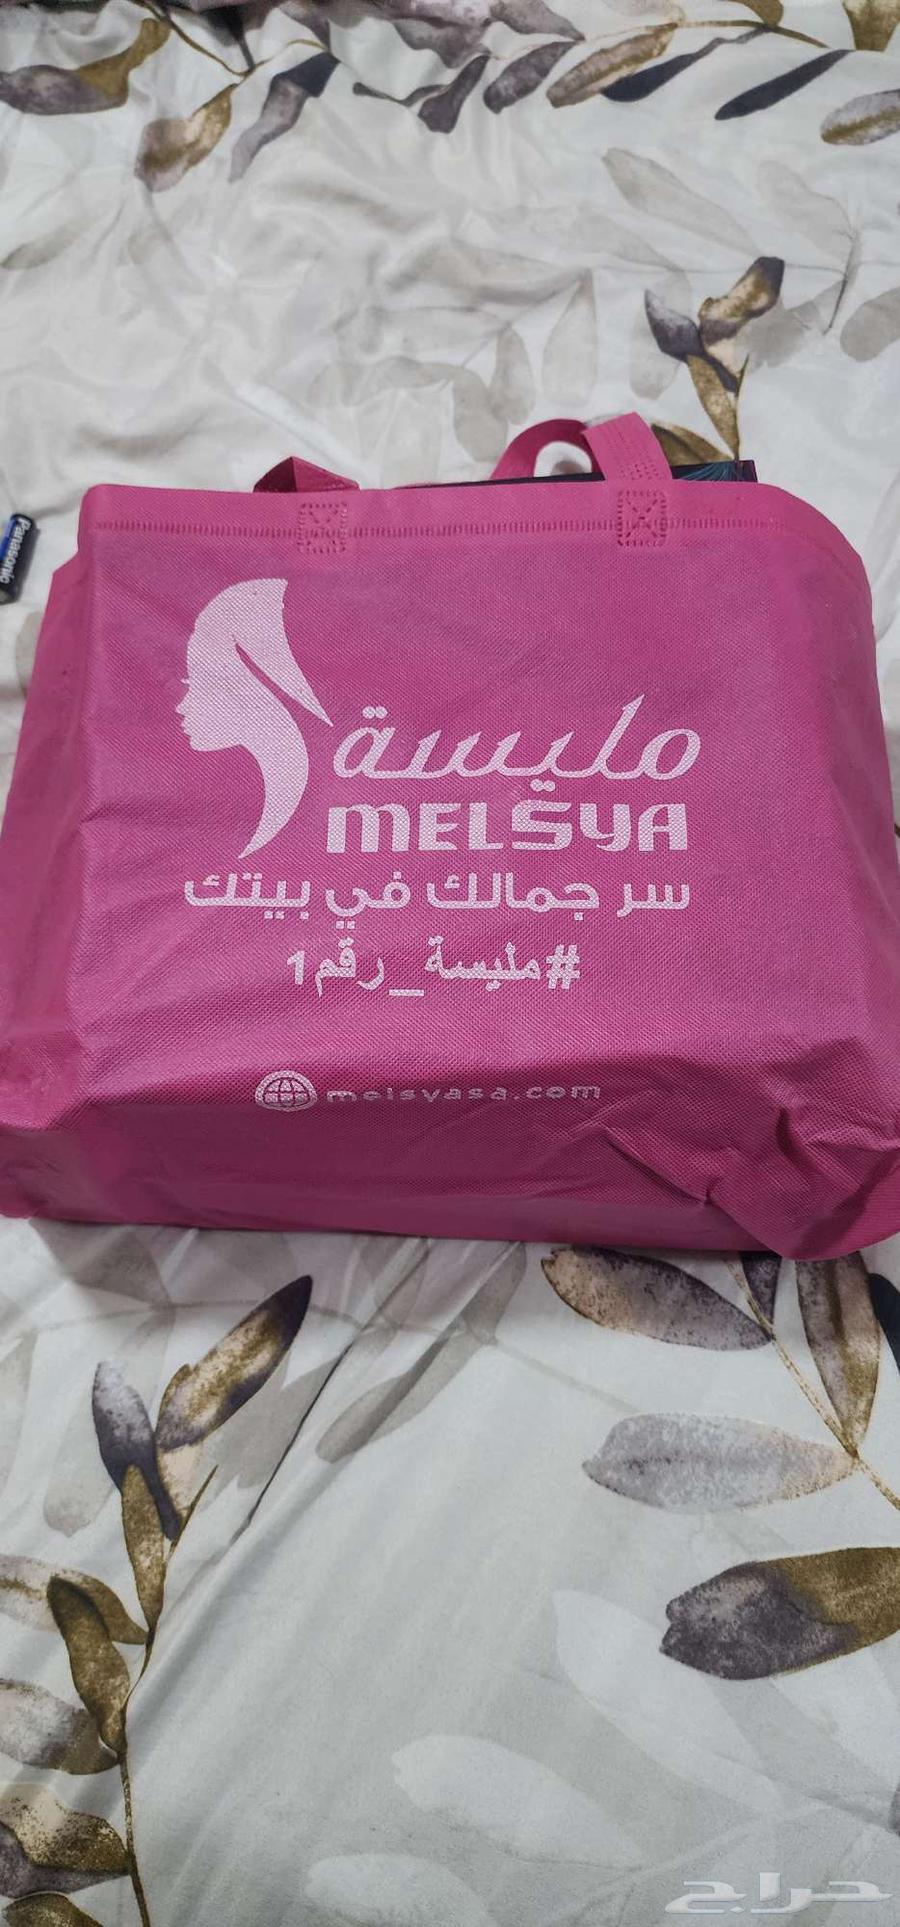 Panasonic
مليسة
MELSYA
سر جمالك في بيتك
#مليسة_رقم1
melsyasa.com
حراج